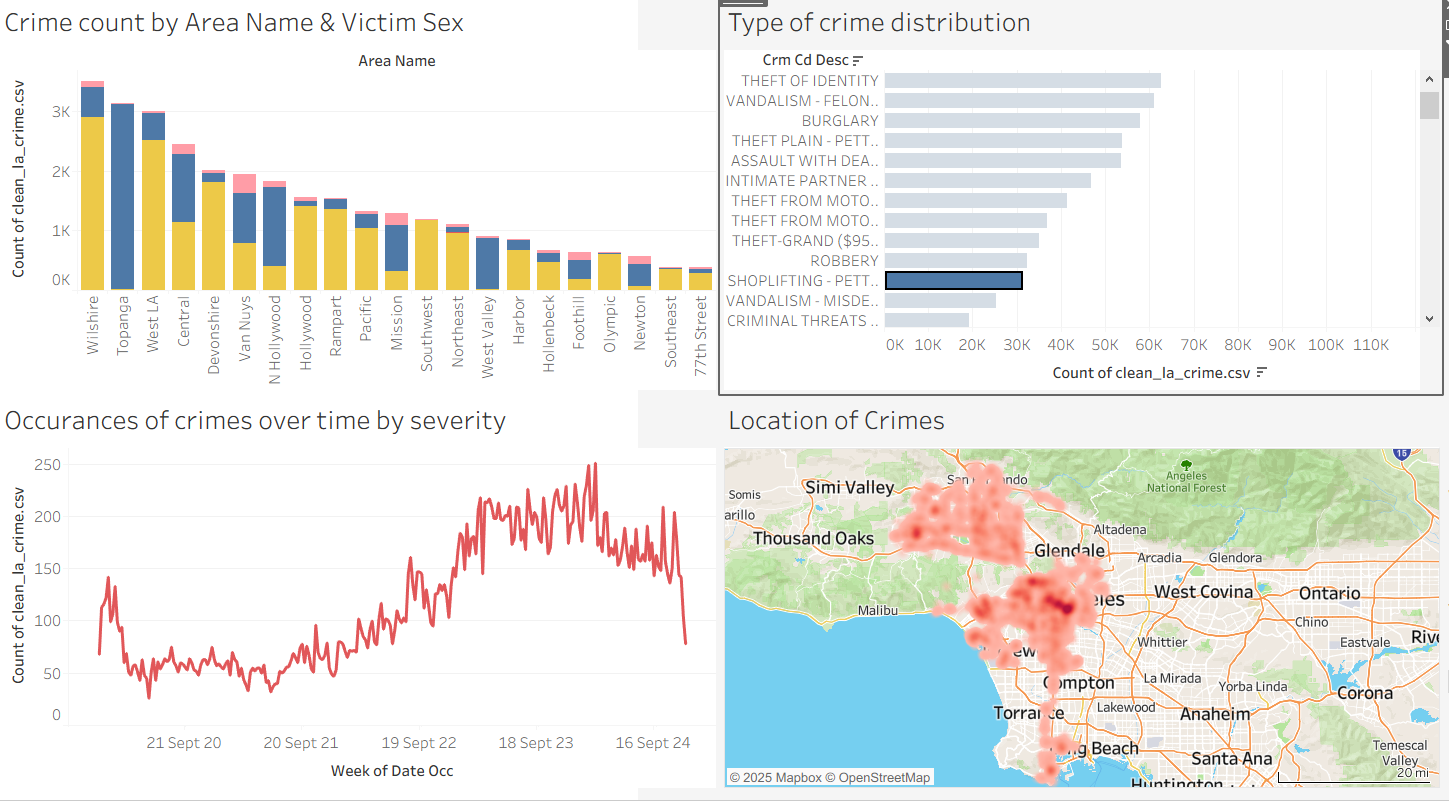 Crime count by Area Name & Victim Sex
Area Name
Count of clean_la_crime.csv
3K
2K
1K
0K
Wilshire
Topanga
West LA
Central
Devonshire
Van Nuys
N Hollywood
Hollywood
Rampart
Pacific
Mission
Southwest
Northeast
West Valley
Harbor
Hollenbeck
Foothill
Olympic
Newton
Southeast
77th Street
Type of crime distribution
Crm Cd Desc
THEFT OF IDENTITY
VANDALISM - FELON..
BURGLARY
THEFT PLAIN - PETT..
ASSAULT WITH DEA..
INTIMATE PARTNER ..
THEFT FROM MOTO..
THEFT FROM MOTO..
THEFT-GRAND ($95..
ROBBERY
SHOPLIFTING - PETT..
VANDALISM - MISDE..
CRIMINAL THREATS ..
0K 10K 20K 30K 40K 50K 60K 70K 80K 90K 100K 110K
Count of clean_la_crime.csv
Occurances of crimes over time by severity
Count of clean_la_crime.csv
250
200
150
100
50
0
21 Sept 20 20 Sept 21 19 Sept 22 18 Sept 23 16 Sept 24
Week of Date Occ
Location of Crimes
15
Angeles
National Forest
Simi Valley
San
ndo
Somis
arillo
Thousand Oaks
Altadena
Glendale
Arcadia
Glendora
West Covina
Ontario
eles
Malibu
Chino
Whittier
Eastvale
Rive
ew
Compton
La Mirada
Yorba Linda
Corona
Torrance
Lakewood
Anaheim
ng Beach
Santa Ana
Temescal
Valley
Huntington
20 mi
© 2025 Mapbox © OpenStreetMap